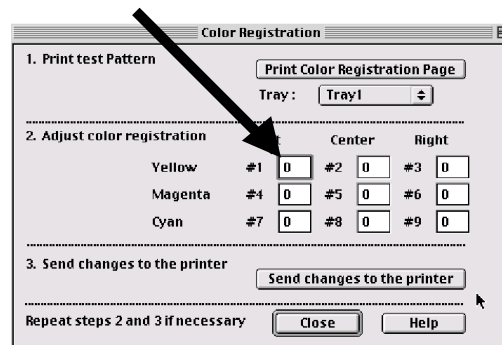 Color Registration
1. Print test Pattern
Print Color Registration Page
Tray: Tray1
2. Adjust color registration Center Right
Yellow #1 0 #2 0 #3 0
Magenta #4 0 #5 0 #6 0
Cyan #7 0 #8 0 #9 0
3. Send changes to the printer
Send changes to the printer
Repeat steps 2 and 3 if necessary Close Help